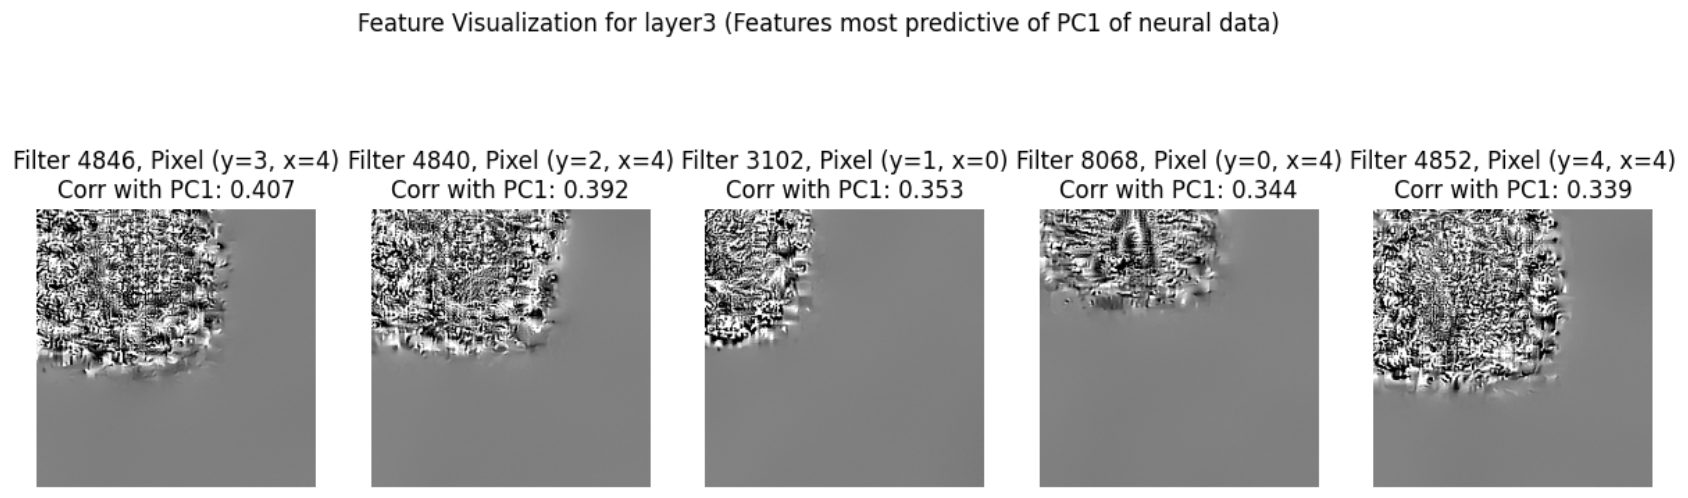 Feature Visualization for layer3 (Features most predictive of PC1 of neural data)
Filter 4846, Pixel (y=3, x=4)
Corr with PC1: 0.407
Filter 4840, Pixel (y=2, x=4)
Corr with PC1: 0.392
Filter 3102, Pixel (y=1, x=0)
Corr with PC1: 0.353
Filter 8068, Pixel (y=0, x=4)
Corr with PC1: 0.344
Filter 4852, Pixel (y=4, x=4)
Corr with PC1: 0.339